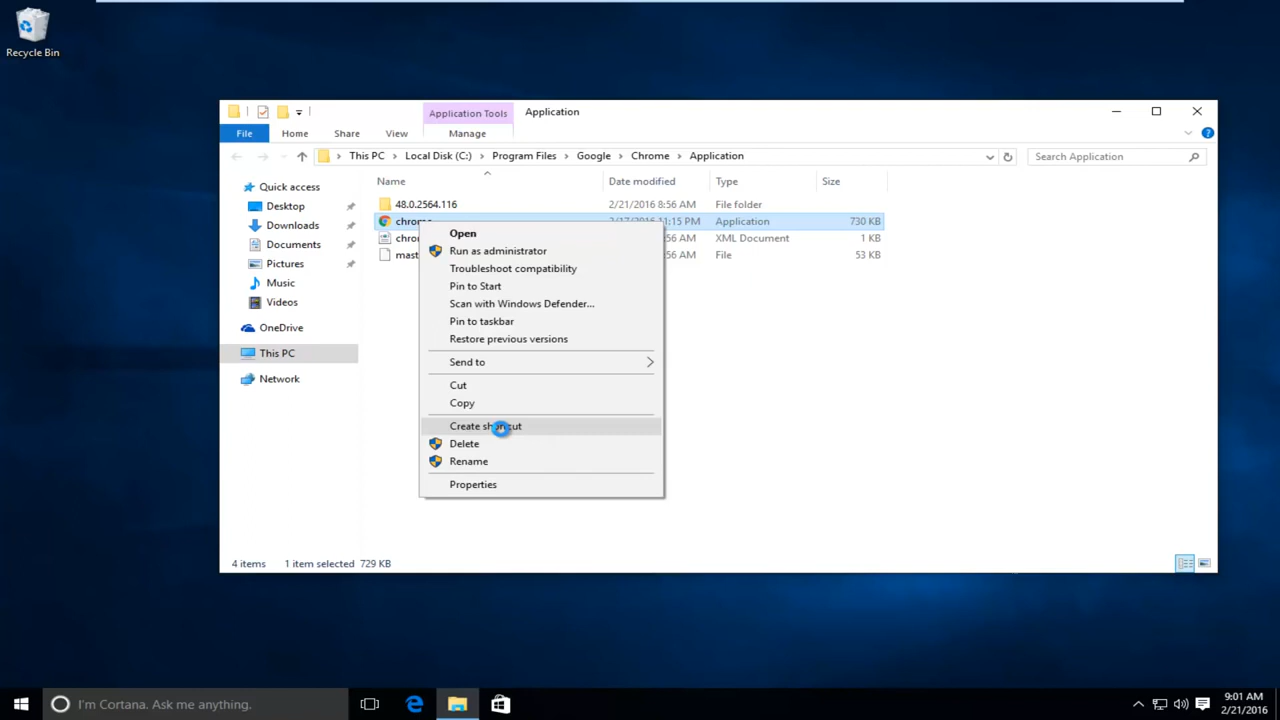 Recycle Bin
Application Tools
Application
File
Home
Share
View
Manage
This PC
Local Disk (C:)
Program Files
Google
Chrome
Application
Search Application
Name
Date modified
Type
Size
Quick access
Desktop
Downloads
Documents
Pictures
Music
Videos
OneDrive
This PC
Network
48.0.2564.116
2/21/2016 8:56 AM
File folder
Application
730 KB
XML Document
1 KB
File
53 KB
Open
Run as administrator
Troubleshoot compatibility
Pin to Start
Scan with Windows Defender...
Pin to taskbar
Restore previous versions
Send to
Cut
Copy
Create shortcut
Delete
Rename
Properties
4 items
1 item selected 729 KB
I'm Cortana. Ask me anything.
9:01 AM
2/21/2016